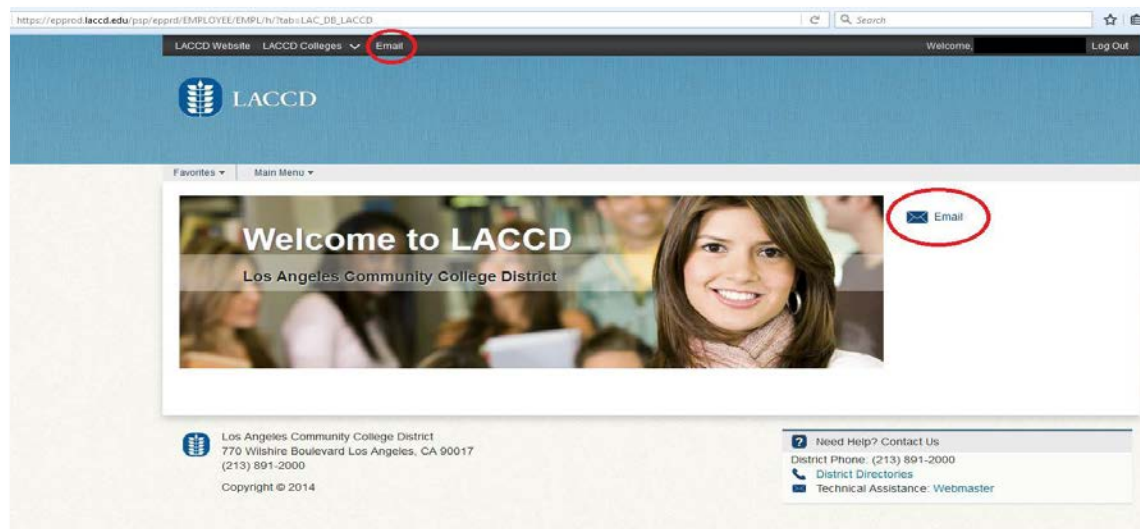 https://epprod.laccd.edu/psp/epprd/EMPLOYEE/EMPL/h/?tab=LAC_DB_LACCD
Search
LACCD Website LACCD Colleges Email Welcome, Log Out
LACCD
Favorites Main Menu
Welcome to LACCD
Los Angeles Community College District
Email
Los Angeles Community College District
770 Wilshire Boulevard Los Angeles, CA 90017
(213) 891-2000
Copyright © 2014
Need Help? Contact Us
District Phone: (213) 891-2000
District Directories
Technical Assistance: Webmaster